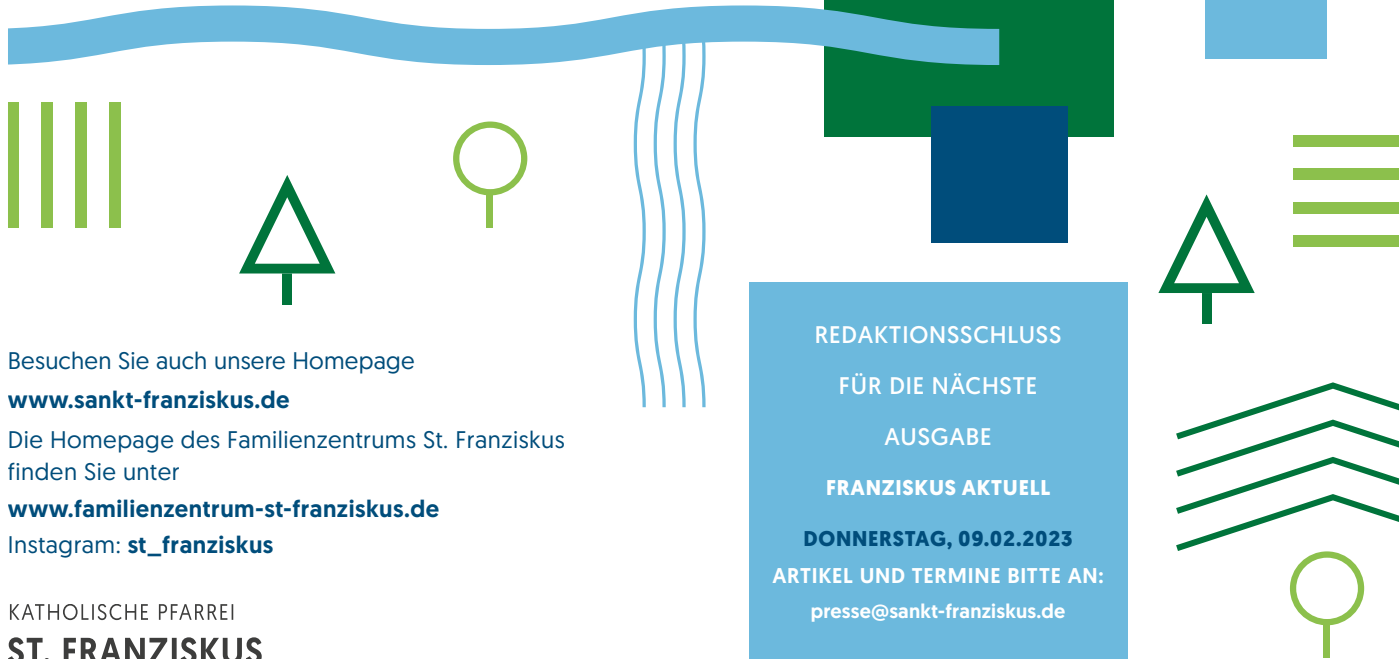 Besuchen Sie auch unsere Homepage
www.sankt-franziskus.de
Die Homepage des Familienzentrums St. Franziskus
finden Sie unter
www.familienzentrum-st-franziskus.de
Instagram: st_franziskus
KATHOLISCHE PFARREI
ST. FRANZISKUS
REDAKTIONSSCHLUSS
FÜR DIE NÄCHSTE
AUSGABE
FRANZISKUS AKTUELL
DONNERSTAG, 09.02.2023
ARTIKEL UND TERMINE BITTE AN:
presse@sankt-franziskus.de